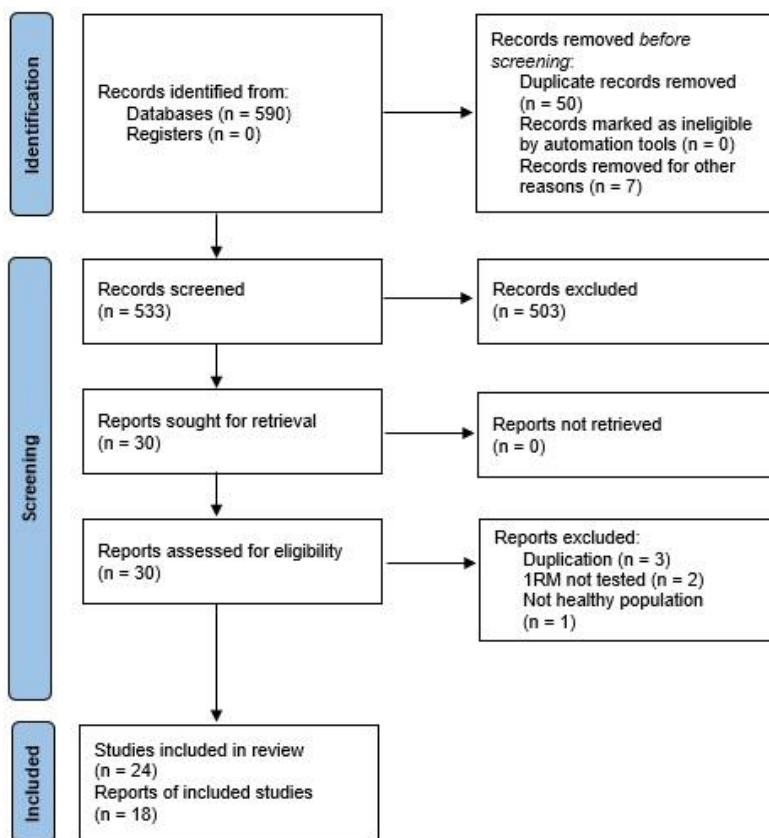 Identification
Records identified from:
Databases (n = 590)
Registers (n = 0)
Records removed before
screening:
Duplicate records removed
(n = 50)
Records marked as ineligible
by automation tools (n = 0)
Records removed for other
reasons (n = 7)
Screening
Records screened
(n = 533)
Records excluded
(n = 503)
Reports sought for retrieval
(n = 30)
Reports not retrieved
(n = 0)
Reports assessed for eligibility
(n = 30)
Reports excluded:
Duplication (n = 3)
1RM not tested (n = 2)
Not healthy population
(n = 1)
Included
Studies included in review
(n = 24)
Reports of included studies
(n = 18)